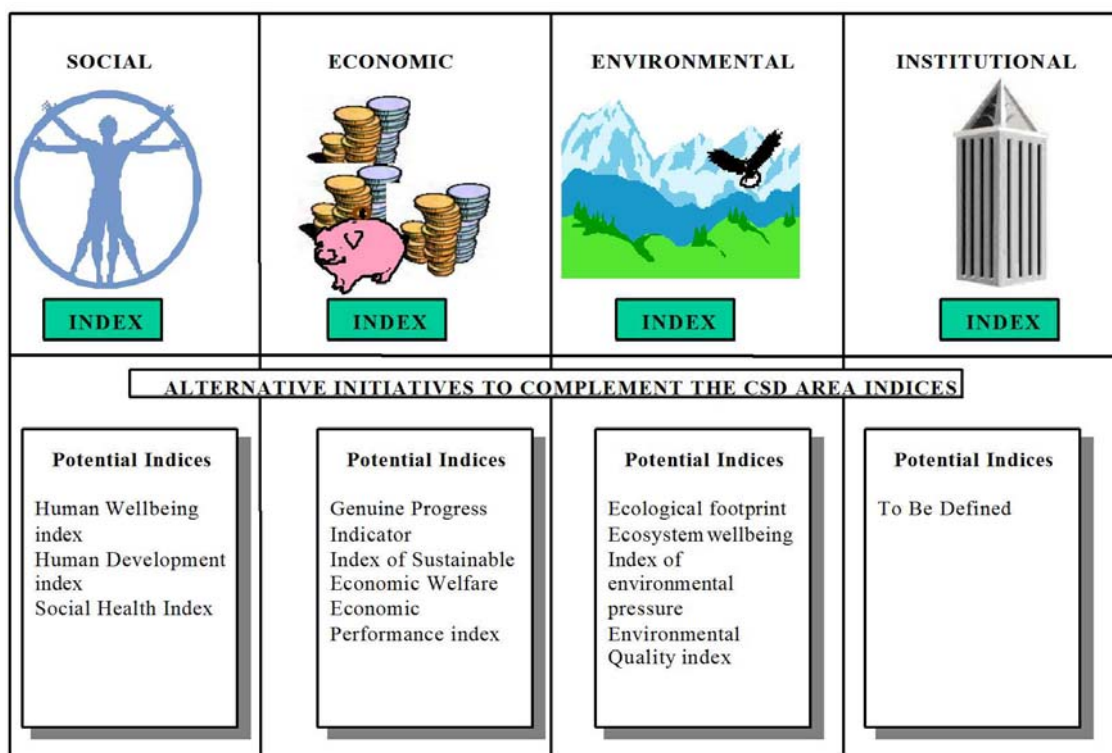 SOCIAL
ECONOMIC
ENVIRONMENTAL
INSTITUTIONAL
INDEX
INDEX
INDEX
INDEX
ALTERNATIVE INITIATIVES TO COMPLEMENT THE CSD AREA INDICES
Potential Indices
Human Wellbeing
index
Human Development
index
Social Health Index
Potential Indices
Genuine Progress
Indicator
Index of Sustainable
Economic Welfare
Economic
Performance index
Potential Indices
Ecological footprint
Ecosystem wellbeing
Index of
environmental
pressure
Environmental
Quality index
Potential Indices
To Be Defined